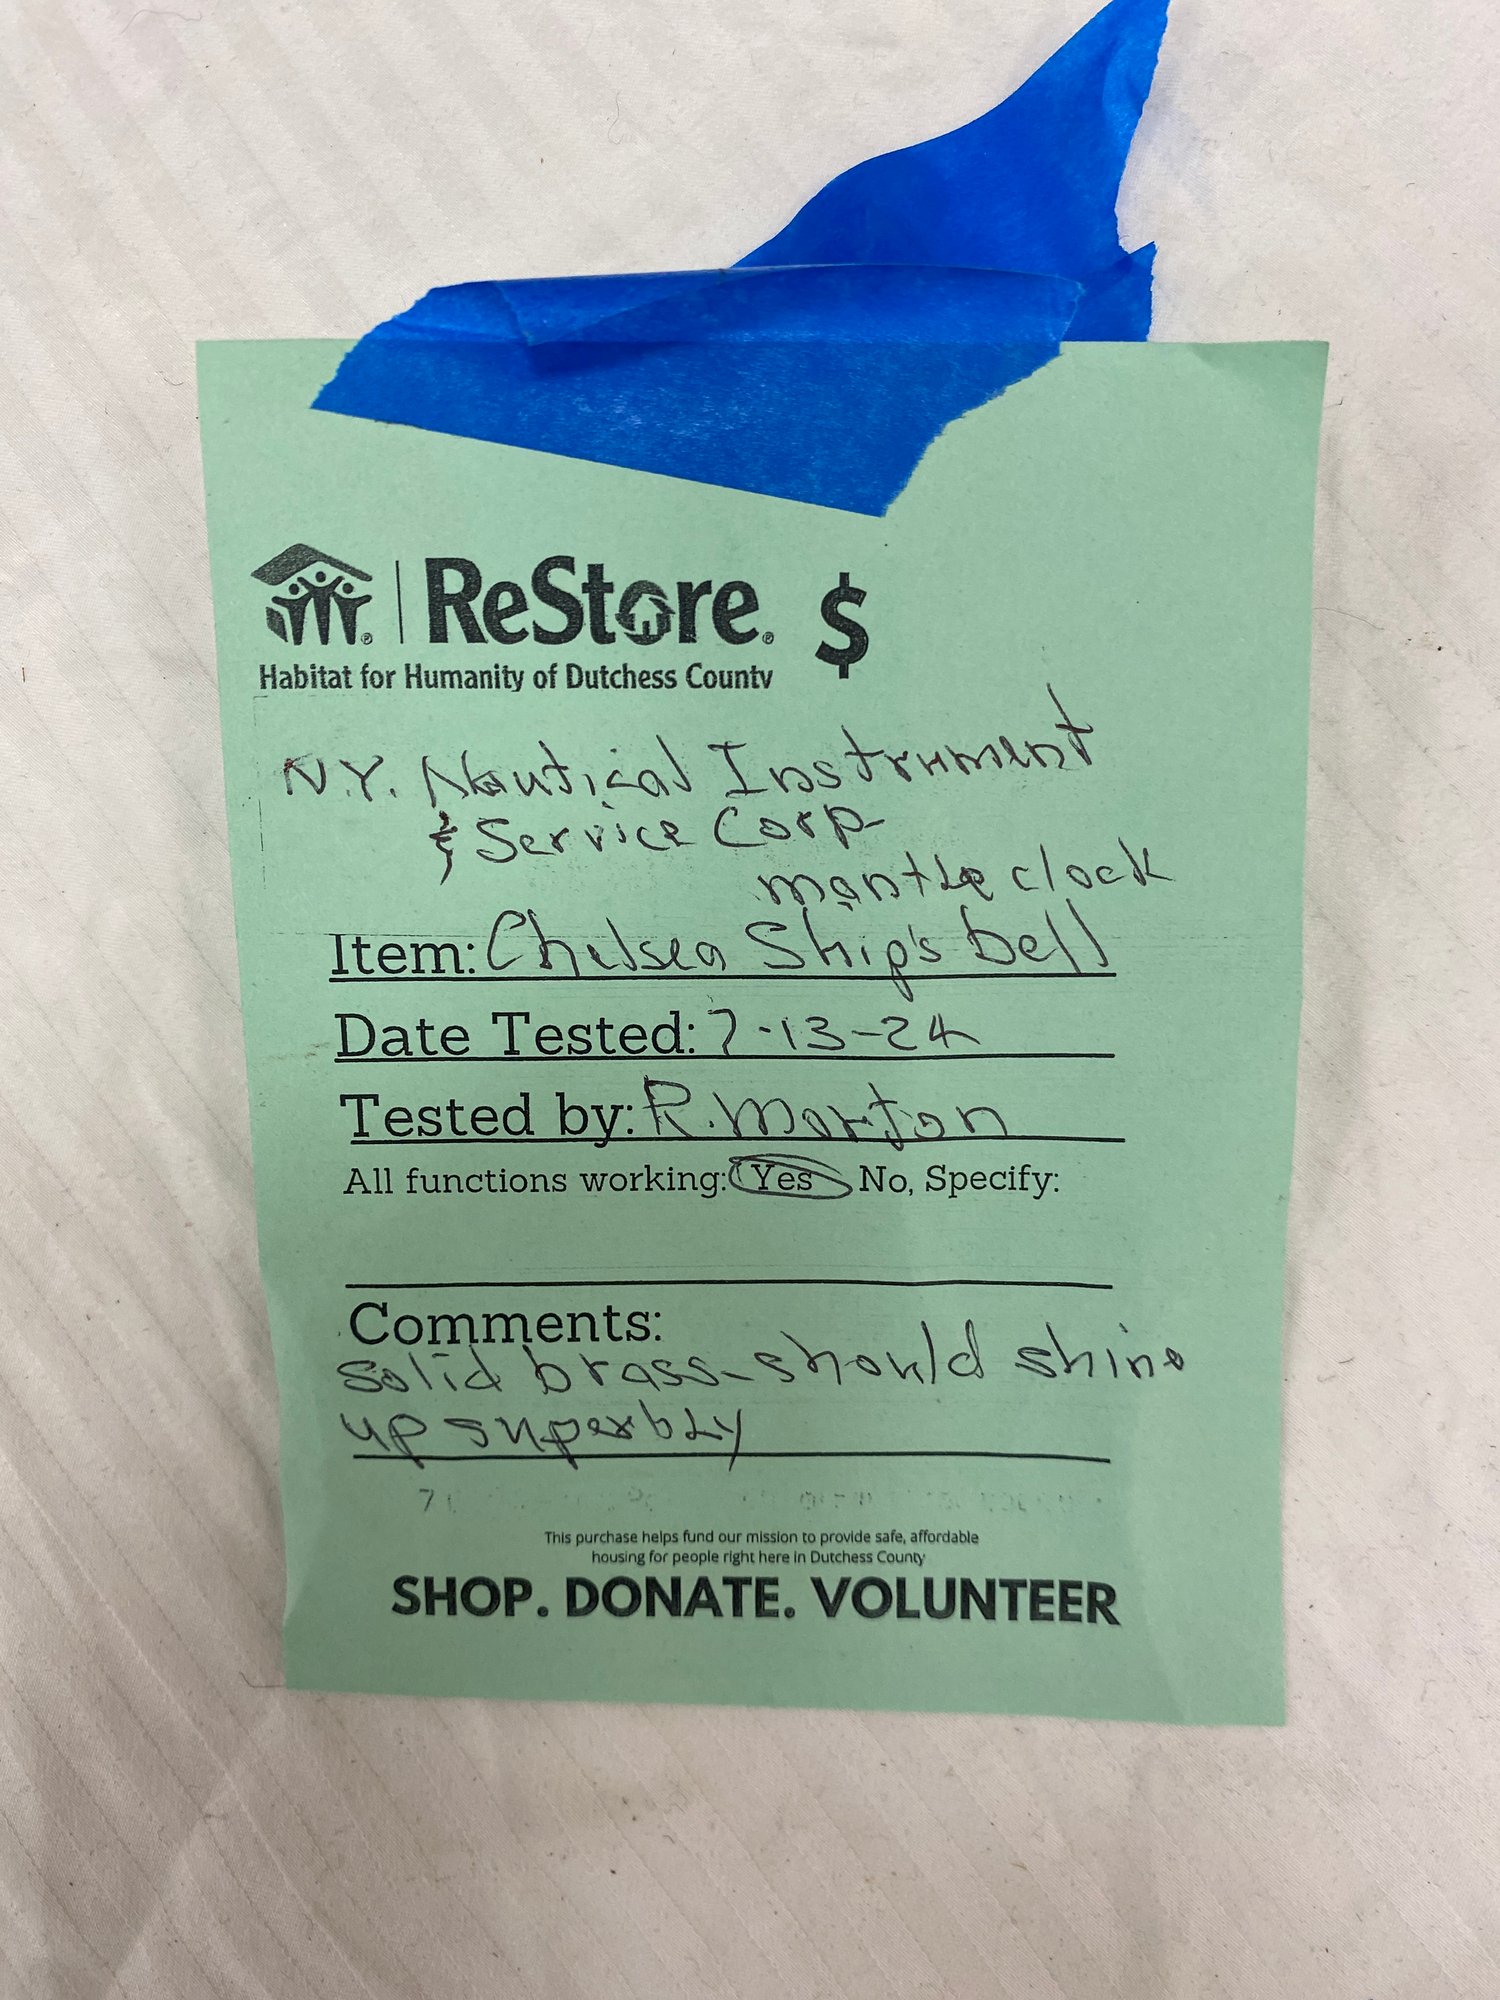 ReStore® $
Habitat for Humanity of Dutchess County
N.Y. Nautical Instrument
& Service Corp
mantle clock
Item: Chelsea Ship's bell
Date Tested: 7-13-24
Tested by: R. Morton
All functions working: Yes No, Specify:
Comments:
solid brass - should shine
up superbly
This purchase helps fund our mission to provide safe, affordable
housing for people right here in Dutchess County
SHOP. DONATE. VOLUNTEER